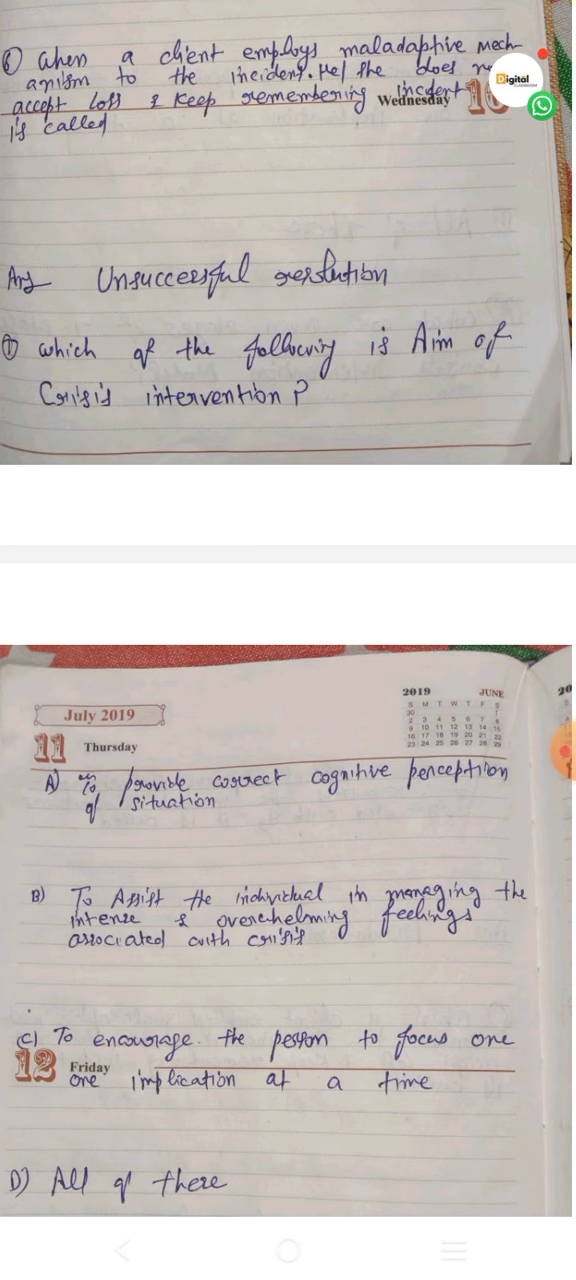 ⑥ When a client employs maladaptive mech-
anism to the incident. He/ the does
accept loss & keep remembering incident
is called
Wednesday 10
Digital
CLASSROOM
Ans Unsuccessful resolution
⑦ which of the following is Aim of
Crisis intervention?
2019 JUNE
S M T W T F S
30 1
2 3 4 5 6 7 8
9 10 11 12 13 14 15
16 17 18 19 20 21 22
23 24 25 26 27 28 29
20
July 2019
11 Thursday
A) To provide correct cognitive perception
of situation
B) To Assist the individual in managing the
intense & overwhelming feelings
associated with crisis
C) To encourage the person to focus one
12 Friday
one implication at a time
D) All of there